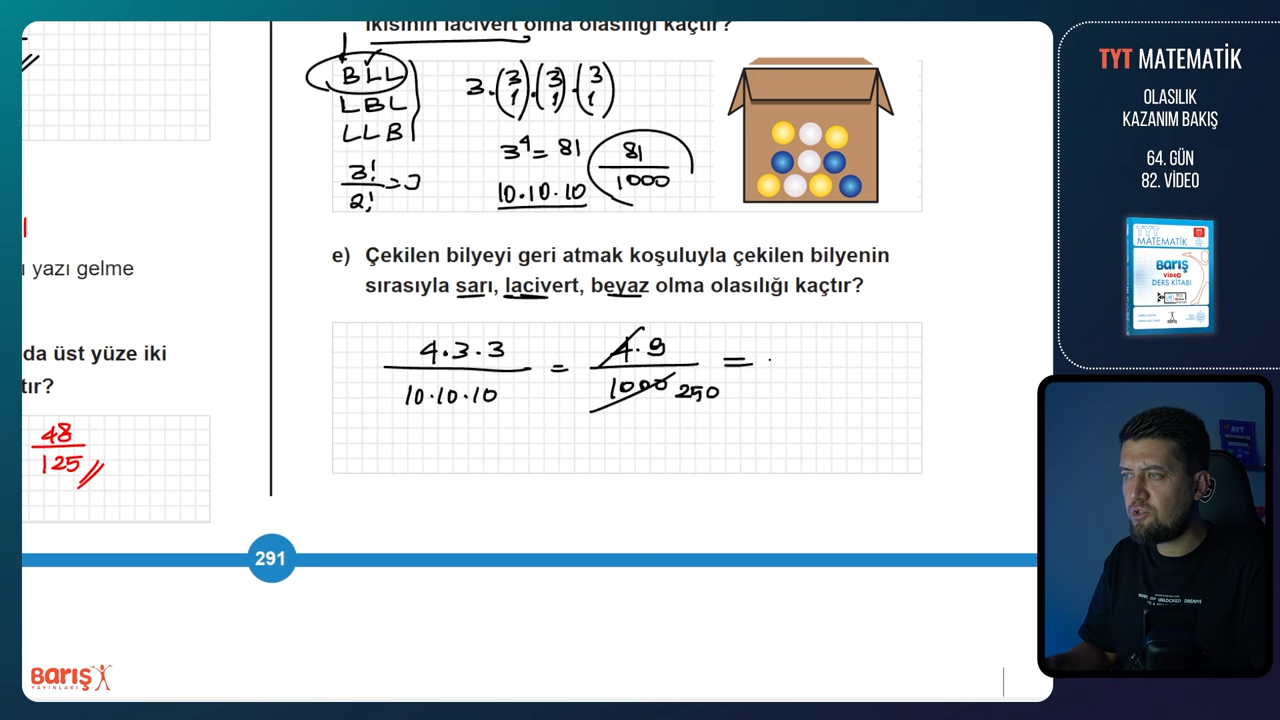 ikisinin lacivert olma olasılığı kaçtır?
BLL
LBL
LLB
3!/2! = 3
3·(3 1)·(3 1)·(3 1)
3⁴ = 81
10·10·10
81/1000
ı yazı gelme
da üst yüze iki
tır?
48/125
e) Çekilen bilyeyi geri atmak koşuluyla çekilen bilyenin
sırasıyla sarı, lacivert, beyaz olma olasılığı kaçtır?
4·3·3/10·10·10 = 4·9/1000 250 =
291
BARIŞ
YAYINLARI
TYT MATEMATİK
OLASILIK
KAZANIM BAKIŞ
64. GÜN
82. VİDEO
TYT
MATEMATİK
BARIŞ
VİDEO
DERS KİTABI